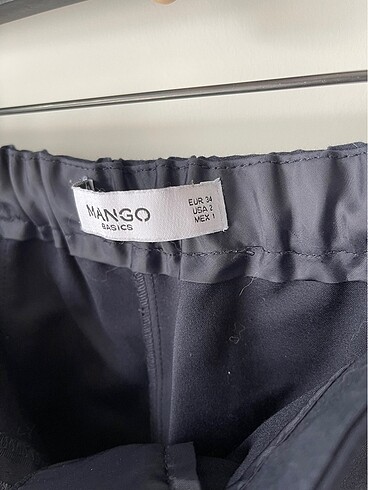 MANGO
BASICS
EUR 34
USA 2
MEX 1